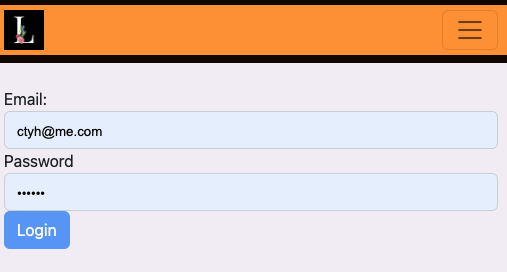 L
Email:
ctyh@me.com
Password
••••••
Login